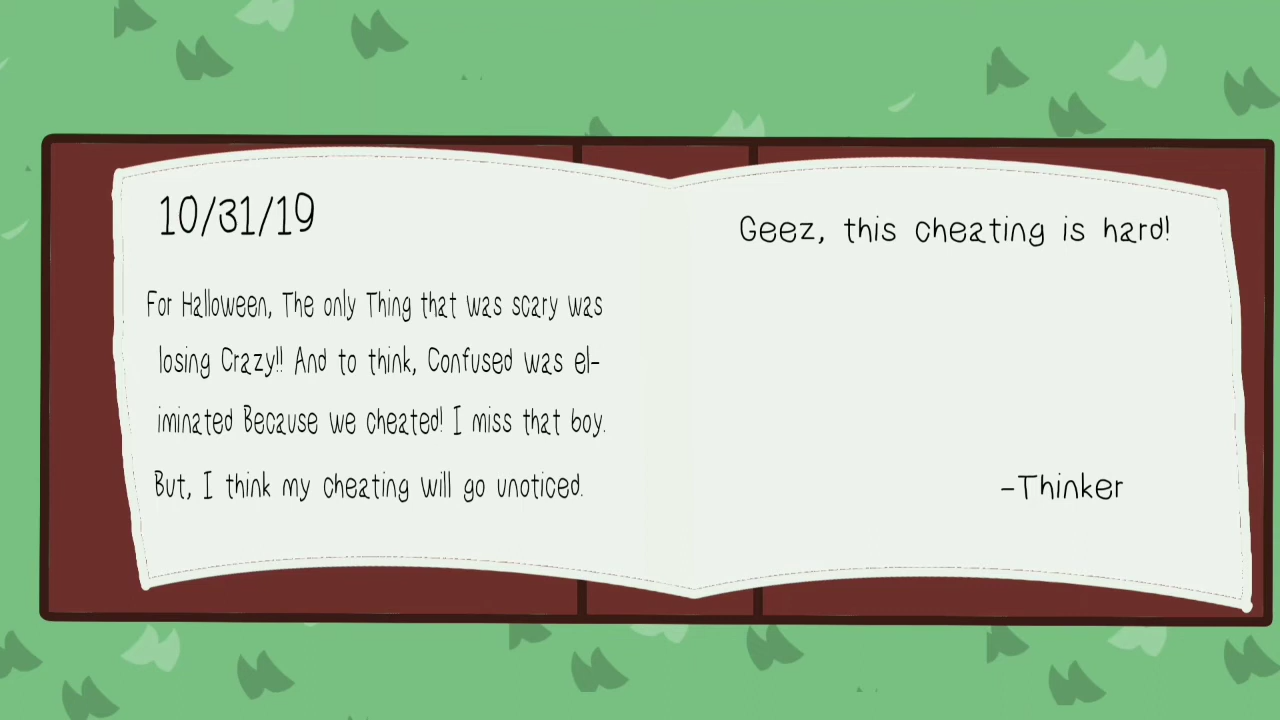 10/31/19
For Halloween, The only Thing that was scary was
losing Crazy!! And to think, Confused was el-
iminated Because we cheated! I miss that boy.
But, I think my cheating will go unoticed.
Geez, this cheating is hard!
-Thinker